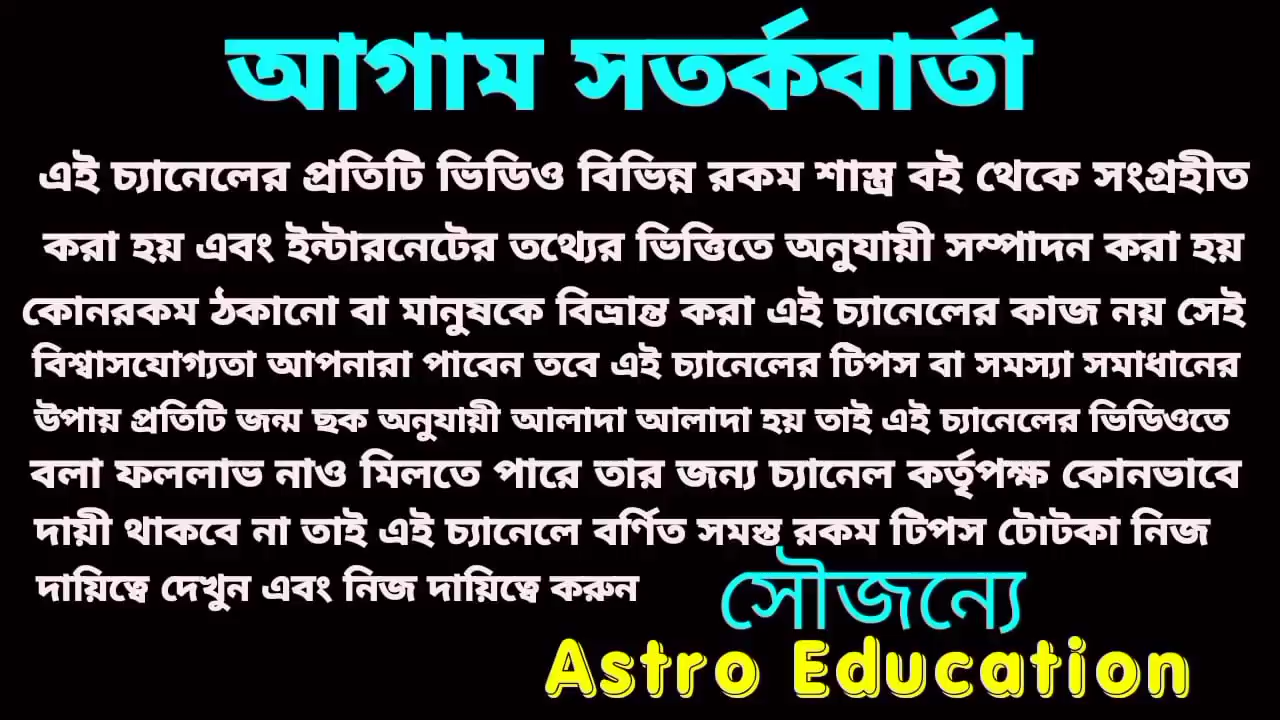 আগাম সতর্কবার্তা
এই চ্যানেলের প্রতিটি ভিডিও বিভিন্ন রকম শাস্ত্র বই থেকে সংগ্রহীত
করা হয় এবং ইন্টারনেটের তথ্যের ভিত্তিতে অনুযায়ী সম্পাদন করা হয়
কোনরকম ঠকানো বা মানুষকে বিভ্রান্ত করা এই চ্যানেলের কাজ নয় সেই
বিশ্বাসযোগ্যতা আপনারা পাবেন তবে এই চ্যানেলের টিপস বা সমস্যা সমাধানের
উপায় প্রতিটি জন্ম ছক অনুযায়ী আলাদা আলাদা হয় তাই এই চ্যানেলের ভিডিওতে
বলা ফললাভ নাও মিলতে পারে তার জন্য চ্যানেল কর্তৃপক্ষ কোনভাবে
দায়ী থাকবে না তাই এই চ্যানেলে বর্ণিত সমস্ত রকম টিপস টোটকা নিজ
দায়িত্বে দেখুন এবং নিজ দায়িত্বে করুন
সৌজন্যে
Astro Education